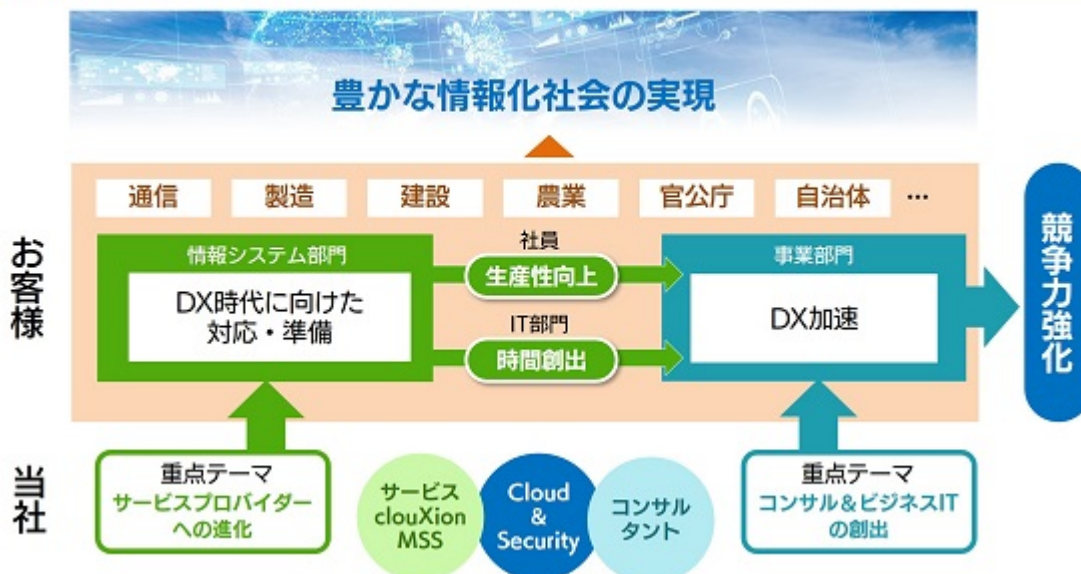 豊かな情報化社会の実現
通信 製造 建設 農業 官公庁 自治体 …
お客様
情報システム部門
DX時代に向けた
対応・準備
社員
生産性向上
IT部門
時間創出
事業部門
DX加速
競争力強化
当社
重点テーマ
サービスプロバイダー
への進化
サービス
clouXion
MSS
Cloud
&
Security
コンサル
タント
重点テーマ
コンサル&ビジネスIT
の創出